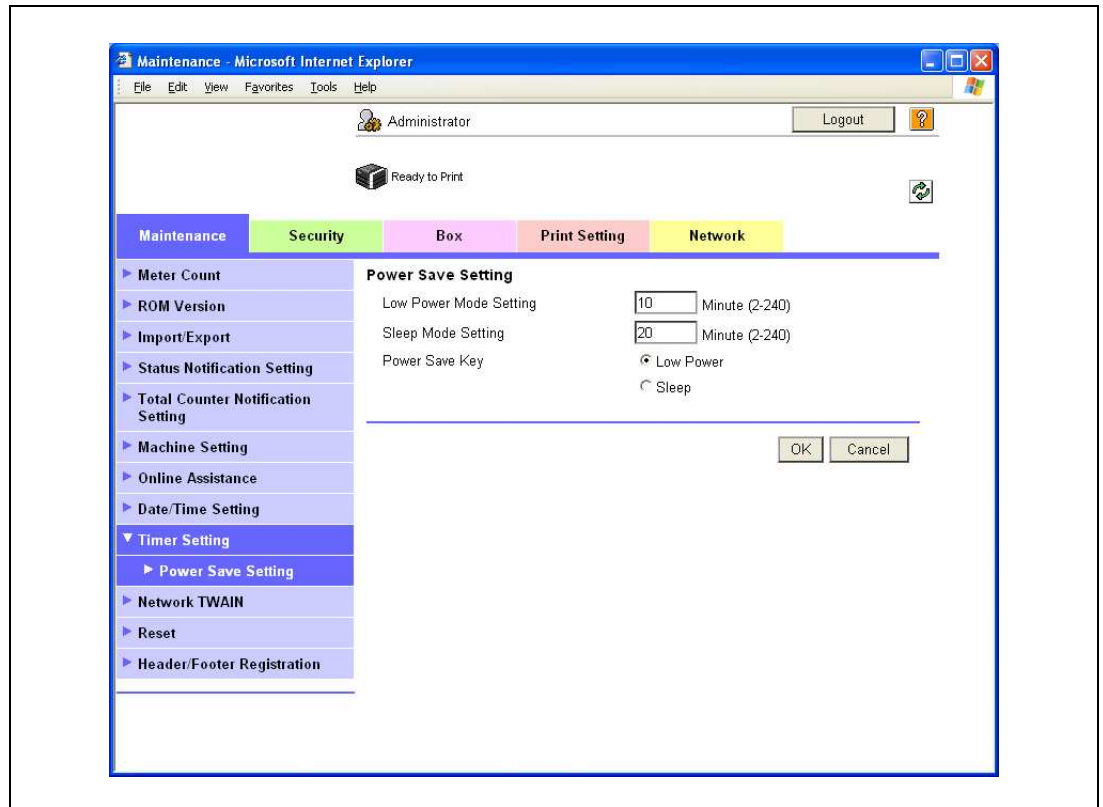 Maintenance - Microsoft Internet Explorer
File Edit View Favorites Tools Help
Administrator
Logout
?
Ready to Print
Maintenance Security Box Print Setting Network
Meter Count
ROM Version
Import/Export
Status Notification Setting
Total Counter Notification
Setting
Machine Setting
Online Assistance
Date/Time Setting
Timer Setting
Power Save Setting
Network TWAIN
Reset
Header/Footer Registration
Power Save Setting
Low Power Mode Setting 10 Minute (2-240)
Sleep Mode Setting 20 Minute (2-240)
Power Save Key Low Power
Sleep
OK Cancel